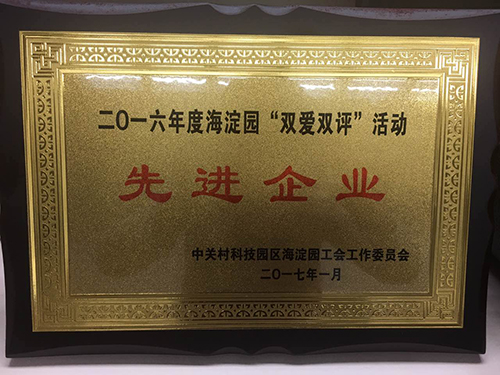 二〇一六年度海淀园“双爱双评”活动
先进企业
中关村科技园区海淀园工会工作委员会
二〇一七年一月